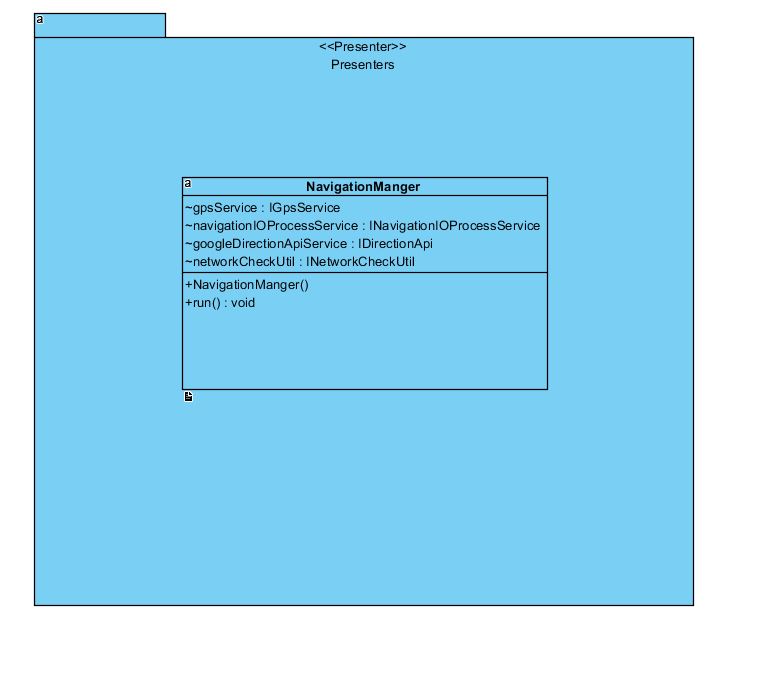 a
<<Presenter>>
Presenters
a
NavigationManger
~gpsService : IGpsService
~navigationIOProcessService : INavigationIOProcessService
~googleDirectionApiService : IDirectionApi
~networkCheckUtil : INetworkCheckUtil
+NavigationManger()
+run() : void